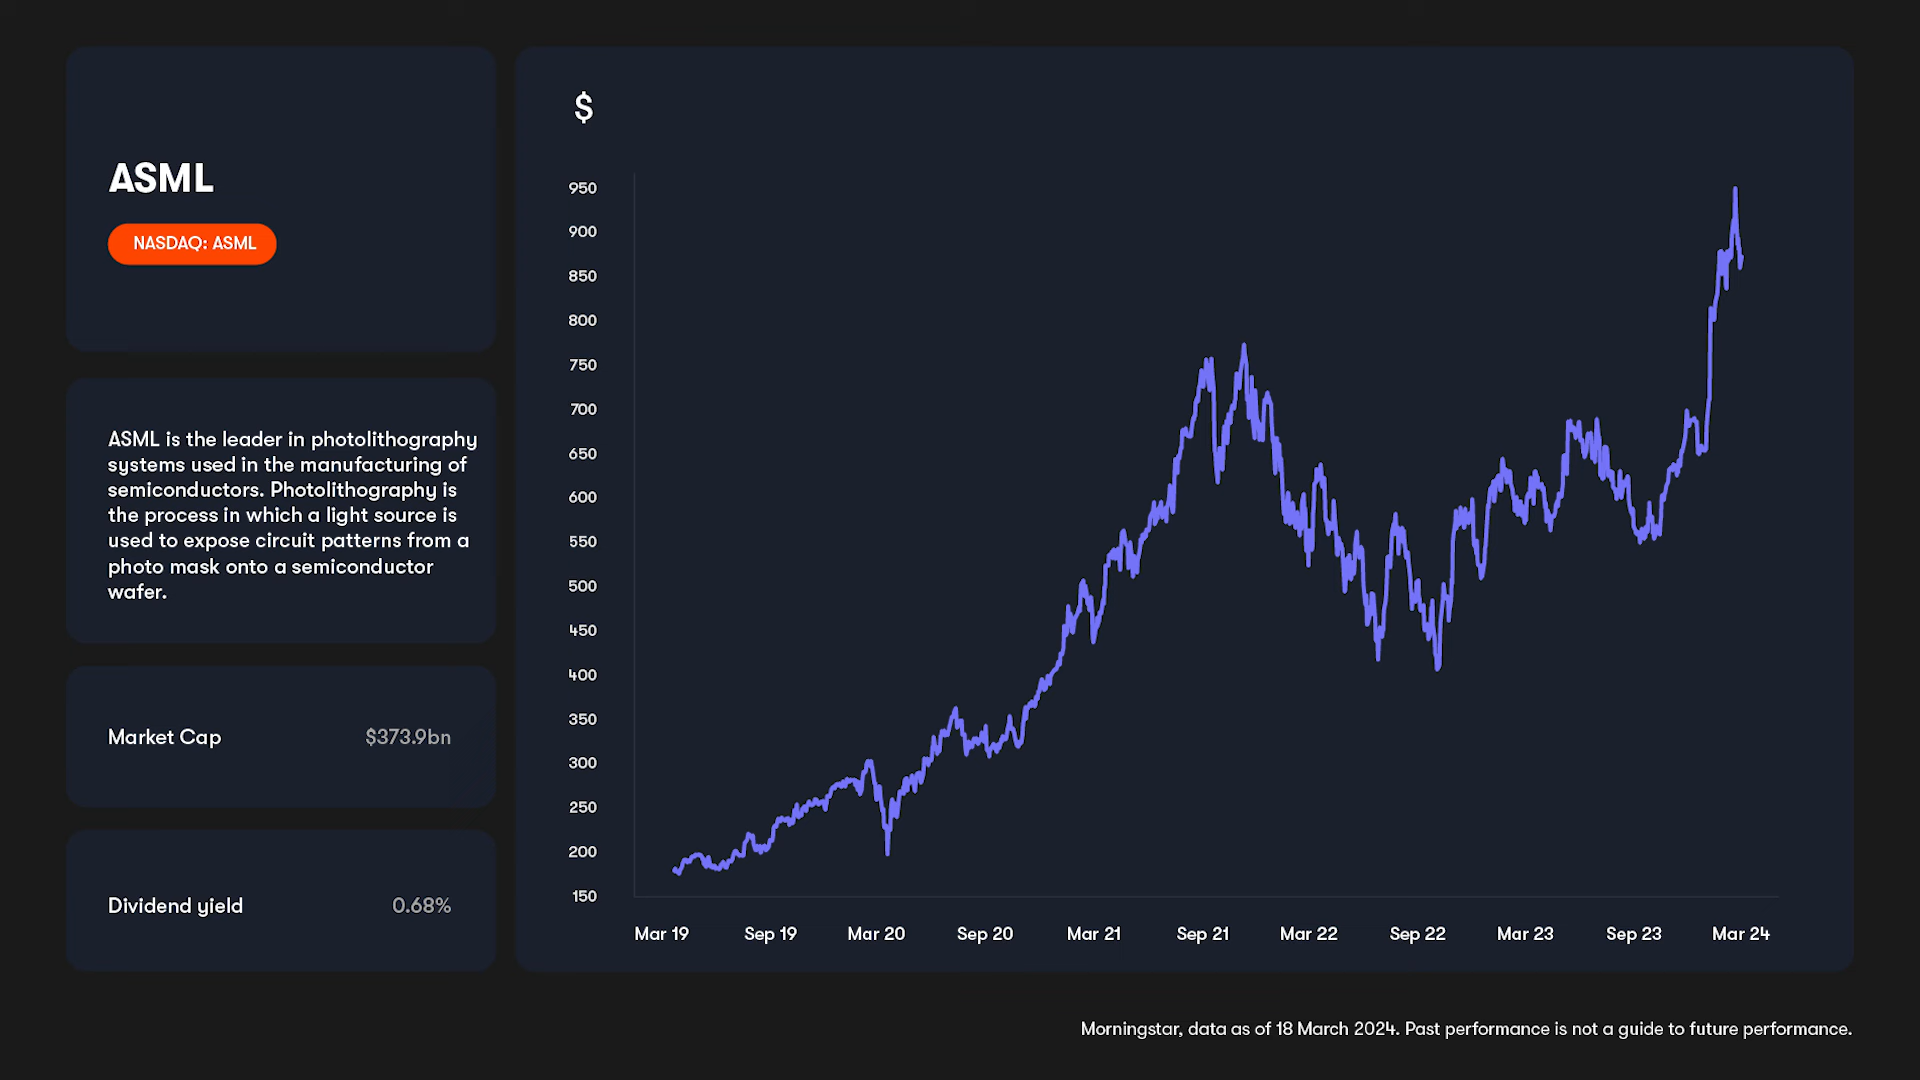 ASML
NASDAQ: ASML
ASML is the leader in photolithography
systems used in the manufacturing of
semiconductors. Photolithography is
the process in which a light source is
used to expose circuit patterns from a
photo mask onto a semiconductor
wafer.
Market Cap $373.9bn
Dividend yield 0.68%
$
950
900
850
800
750
700
650
600
550
500
450
400
350
300
250
200
150
Mar 19 Sep 19 Mar 20 Sep 20 Mar 21 Sep 21 Mar 22 Sep 22 Mar 23 Sep 23 Mar 24
Morningstar, data as of 18 March 2024. Past performance is not a guide to future performance.